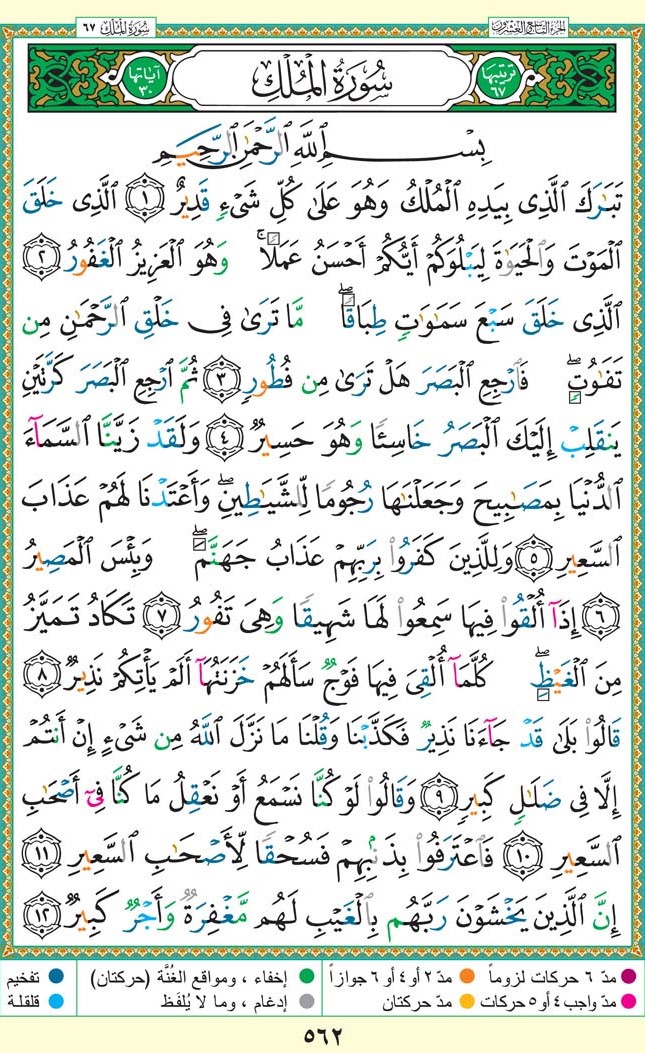 الجزء التاسع والعشرون
سُورَةُ المُلْك ٦٧
ترتيبها ٦٧
سُورَةُ المُلْكِ
آياتها ٣٠
بِسْمِ ٱللَّهِ ٱلرَّحْمَٰنِ ٱلرَّحِيمِ
تَبَٰرَكَ ٱلَّذِى بِيَدِهِ ٱلْمُلْكُ وَهُوَ عَلَىٰ كُلِّ شَىْءٍ قَدِيرٌ ١ ٱلَّذِى خَلَقَ
ٱلْمَوْتَ وَٱلْحَيَوٰةَ لِيَبْلُوَكُمْ أَيُّكُمْ أَحْسَنُ عَمَلًا ۚ وَهُوَ ٱلْعَزِيزُ ٱلْغَفُورُ ٢
ٱلَّذِى خَلَقَ سَبْعَ سَمَٰوَٰتٍ طِبَاقًا ۖ مَّا تَرَىٰ فِى خَلْقِ ٱلرَّحْمَٰنِ مِن
تَفَٰوُتٍ ۖ فَٱرْجِعِ ٱلْبَصَرَ هَلْ تَرَىٰ مِن فُطُورٍ ٣ ثُمَّ ٱرْجِعِ ٱلْبَصَرَ كَرَّتَيْنِ
يَنقَلِبْ إِلَيْكَ ٱلْبَصَرُ خَاسِئًا وَهُوَ حَسِيرٌ ٤ وَلَقَدْ زَيَّنَّا ٱلسَّمَآءَ
ٱلدُّنْيَا بِمَصَٰبِيحَ وَجَعَلْنَٰهَا رُجُومًا لِّلشَّيَٰطِينِ ۖ وَأَعْتَدْنَا لَهُمْ عَذَابَ
ٱلسَّعِيرِ ٥ وَلِلَّذِينَ كَفَرُوا۟ بِرَبِّهِمْ عَذَابُ جَهَنَّمَ ۖ وَبِئْسَ ٱلْمَصِيرُ
٦ إِذَآ أُلْقُوا۟ فِيهَا سَمِعُوا۟ لَهَا شَهِيقًا وَهِىَ تَفُورُ ٧ تَكَادُ تَمَيَّزُ
مِنَ ٱلْغَيْظِ ۖ كُلَّمَآ أُلْقِىَ فِيهَا فَوْجٌ سَأَلَهُمْ خَزَنَتُهَآ أَلَمْ يَأْتِكُمْ نَذِيرٌ ٨
قَالُوا۟ بَلَىٰ قَدْ جَآءَنَا نَذِيرٌ فَكَذَّبْنَا وَقُلْنَا مَا نَزَّلَ ٱللَّهُ مِن شَىْءٍ إِنْ أَنتُمْ
إِلَّا فِى ضَلَٰلٍ كَبِيرٍ ٩ وَقَالُوا۟ لَوْ كُنَّا نَسْمَعُ أَوْ نَعْقِلُ مَا كُنَّا فِىٓ أَصْحَٰبِ
ٱلسَّعِيرِ ١٠ فَٱعْتَرَفُوا۟ بِذَنۢبِهِمْ فَسُحْقًا لِّأَصْحَٰبِ ٱلسَّعِيرِ ١١
إِنَّ ٱلَّذِينَ يَخْشَوْنَ رَبَّهُم بِٱلْغَيْبِ لَهُم مَّغْفِرَةٌ وَأَجْرٌ كَبِيرٌ ١٢
مدّ ٦ حركات لزوماً مدّ ٢ أو ٤ أو ٦ جوازاً إخفاء ، ومواقع الغُنَّة (حركتان) تفخيم
مدّ واجب ٤ أو ٥ حركات مدّ حركتان إدغام ، وما لا يُلفَظ قلقلة
٥٦٢